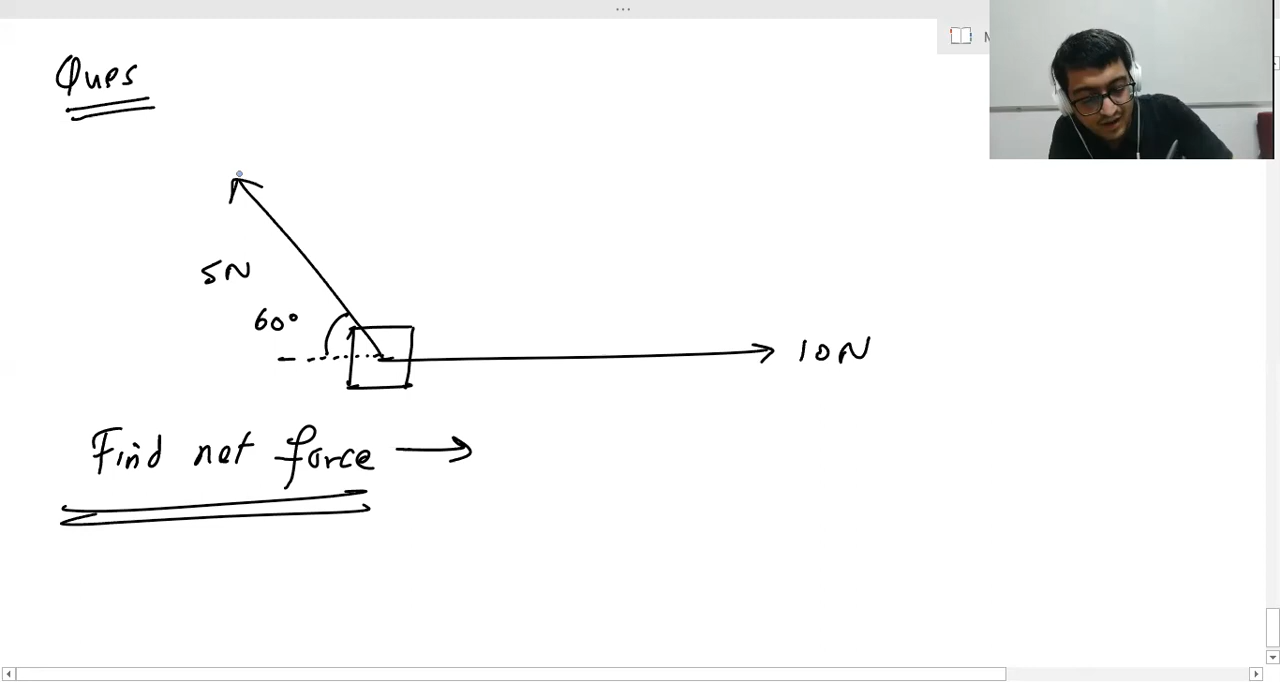 Ques
5N
60°
10N
Find net force →